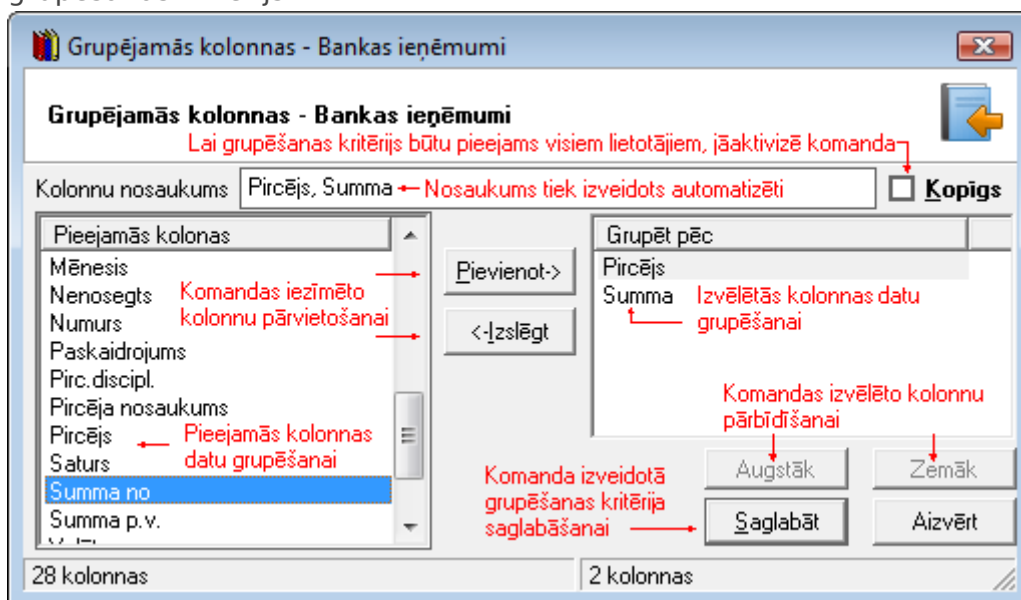 Grupējamās kolonnas - Bankas ieņēmumi
Grupējamās kolonnas - Bankas ieņēmumi
Lai grupēšanas kritērijs būtu pieejams visiem lietotājiem, jāaktivizē komanda
Kolonnu nosaukums Pircējs, Summa Nosaukums tiek izveidots automatizēti Kopīgs
Pieejamās kolonas
Mēnesis
Nenosegts
Numurs
Paskaidrojums
Pirc.discipl.
Pircēja nosaukums
Pircējs
Saturs
Summa no
Summa p.v.
Komandas iezīmēto
kolonnu pārvietošanai
Pieejamās kolonnas
datu grupēšanai
Pievienot->
<-Izslēgt
Grupēt pēc
Pircējs
Summa
Izvēlētās kolonnas datu
grupēšanai
Komandas izvēlēto kolonnu
pārbīdīšanai
Augstāk Zemāk
Komanda izveidotā
grupēšanas kritērija
saglabāšanai
Saglabāt Aizvērt
28 kolonnas 2 kolonnas